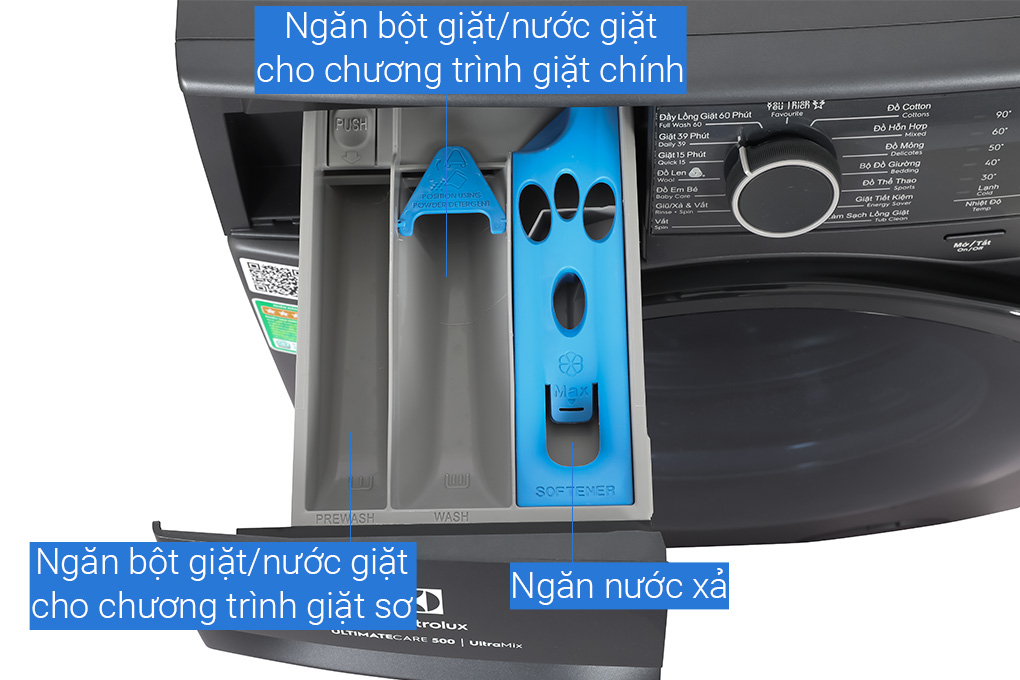 Ngăn bột giặt/nước giặt
cho chương trình giặt chính
PUSH
POSITION USING
POWDER DETERGENT
Max
SOFTENER
PREWASH
WASH
YOU
Favourite
Đầy Lồng Giặt 60 Phút
Full Wash 60
Giặt 39 Phút
Daily 39
Giặt 15 Phút
Quick 15
Đồ Len
Wool
Đồ Em Bé
Baby Care
Giũ/Xả & Vắt
Rinse + Spin
Vắt
Spin
Đồ Cotton
Cottons
Đồ Hỗn Hợp
Mixed
Đồ Mỏng
Delicates
Bộ Đồ Giường
Bedding
Đồ Thể Thao
Sports
Giặt Tiết Kiệm
Energy Saver
Làm Sạch Lồng Giặt
Tub Clean
90°
60°
50°
40°
30°
Lạnh
Cold
Nhiệt Độ
Temp
Mở/Tắt
On/Off
Ngăn bột giặt/nước giặt
cho chương trình giặt sơ
Ngăn nước xả
trolux
ULTIMATECARE 500 | UltraMix